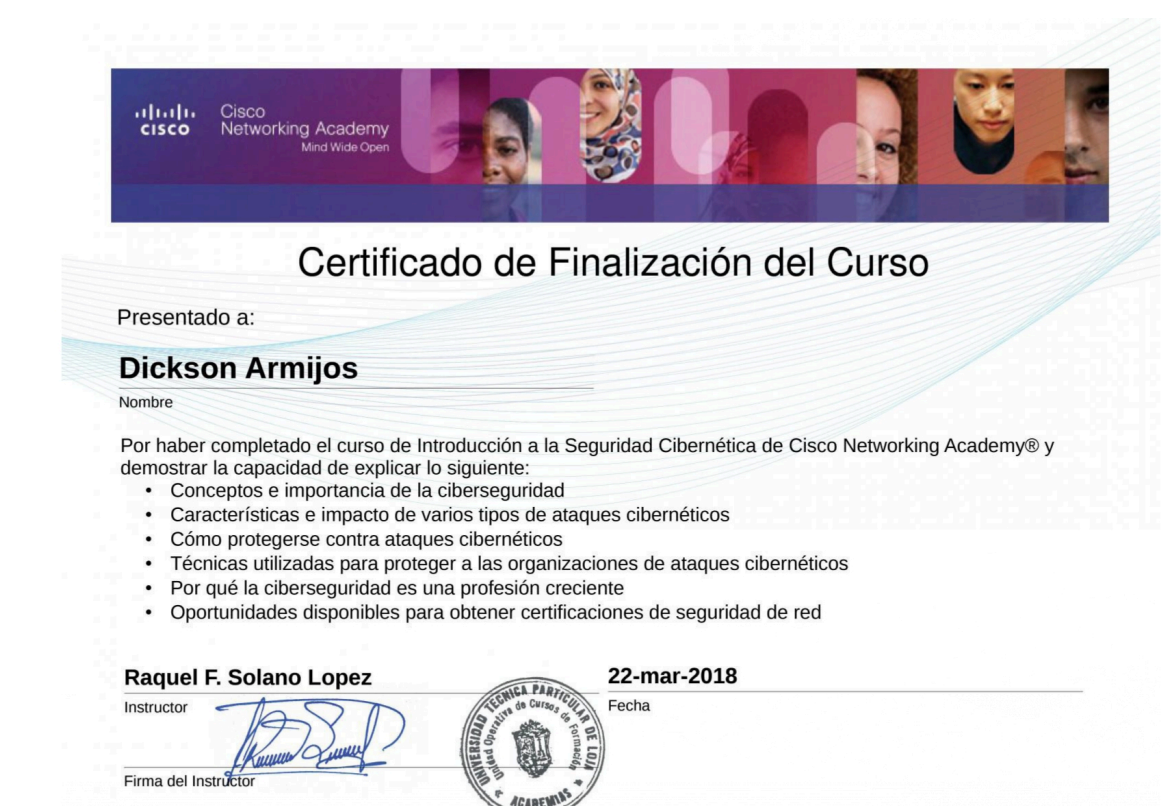 CISCO
Cisco
Networking Academy
Mind Wide Open
Certificado de Finalización del Curso
Presentado a:
Dickson Armijos
Nombre
Por haber completado el curso de Introducción a la Seguridad Cibernética de Cisco Networking Academy® y
demostrar la capacidad de explicar lo siguiente:
• Conceptos e importancia de la ciberseguridad
• Características e impacto de varios tipos de ataques cibernéticos
• Cómo protegerse contra ataques cibernéticos
• Técnicas utilizadas para proteger a las organizaciones de ataques cibernéticos
• Por qué la ciberseguridad es una profesión creciente
• Oportunidades disponibles para obtener certificaciones de seguridad de red
Raquel F. Solano Lopez
Instructor
22-mar-2018
Fecha
UNIVERSIDAD TECNICA PARTICULAR DE LOJA
Unidad Operativa de Cursos de Formación
ACADEMIAS
Firma del Instructor